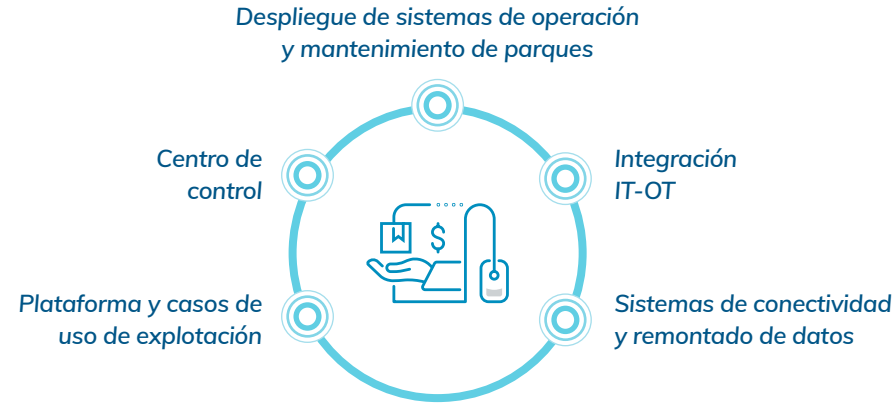 Despliegue de sistemas de operación
y mantenimiento de parques
Centro de
control
Integración
IT-OT
Plataforma y casos de
uso de explotación
Sistemas de conectividad
y remontado de datos
$